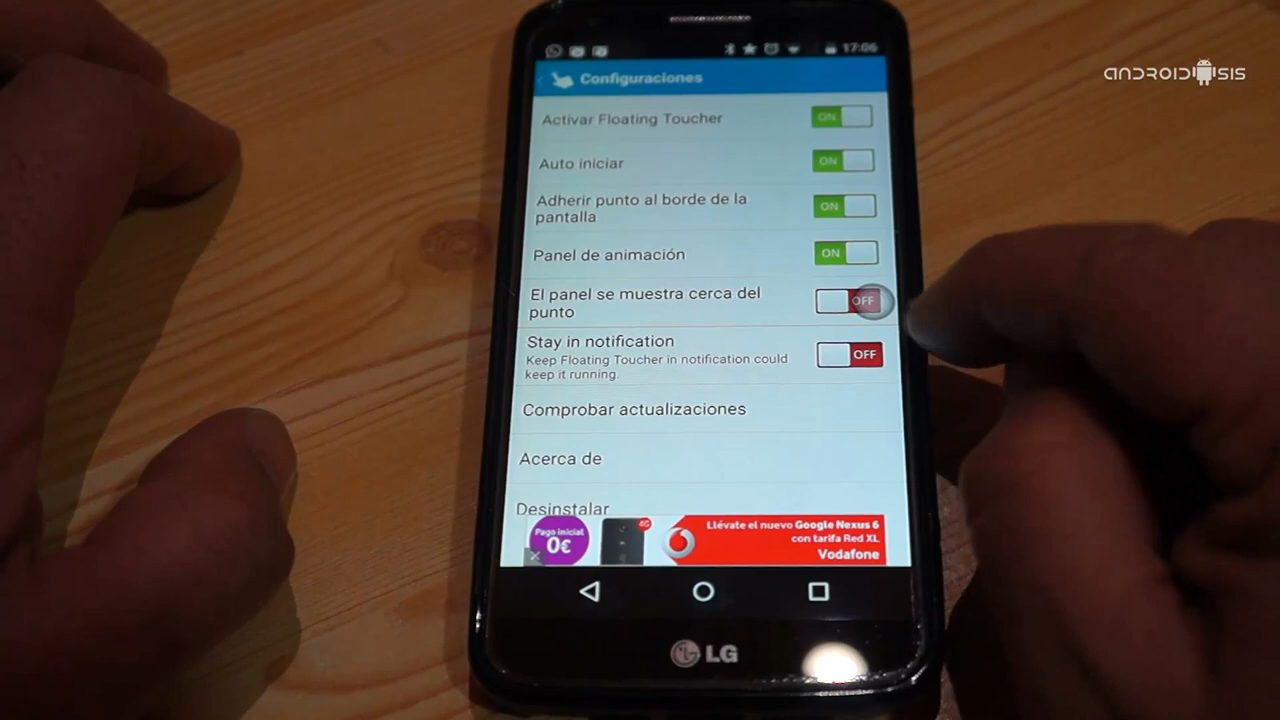 17:06
ANDROIDSIS
Configuraciones
Activar Floating Toucher
ON
Auto iniciar
ON
Adherir punto al borde de la
pantalla
ON
Panel de animación
ON
El panel se muestra cerca del
punto
OFF
Stay in notification
Keep Floating Toucher in notification could
keep it running.
OFF
Comprobar actualizaciones
Acerca de
Desinstalar
Pago inicial
0€
4G
Llévate el nuevo Google Nexus 6
con tarifa Red XL
Vodafone
LG